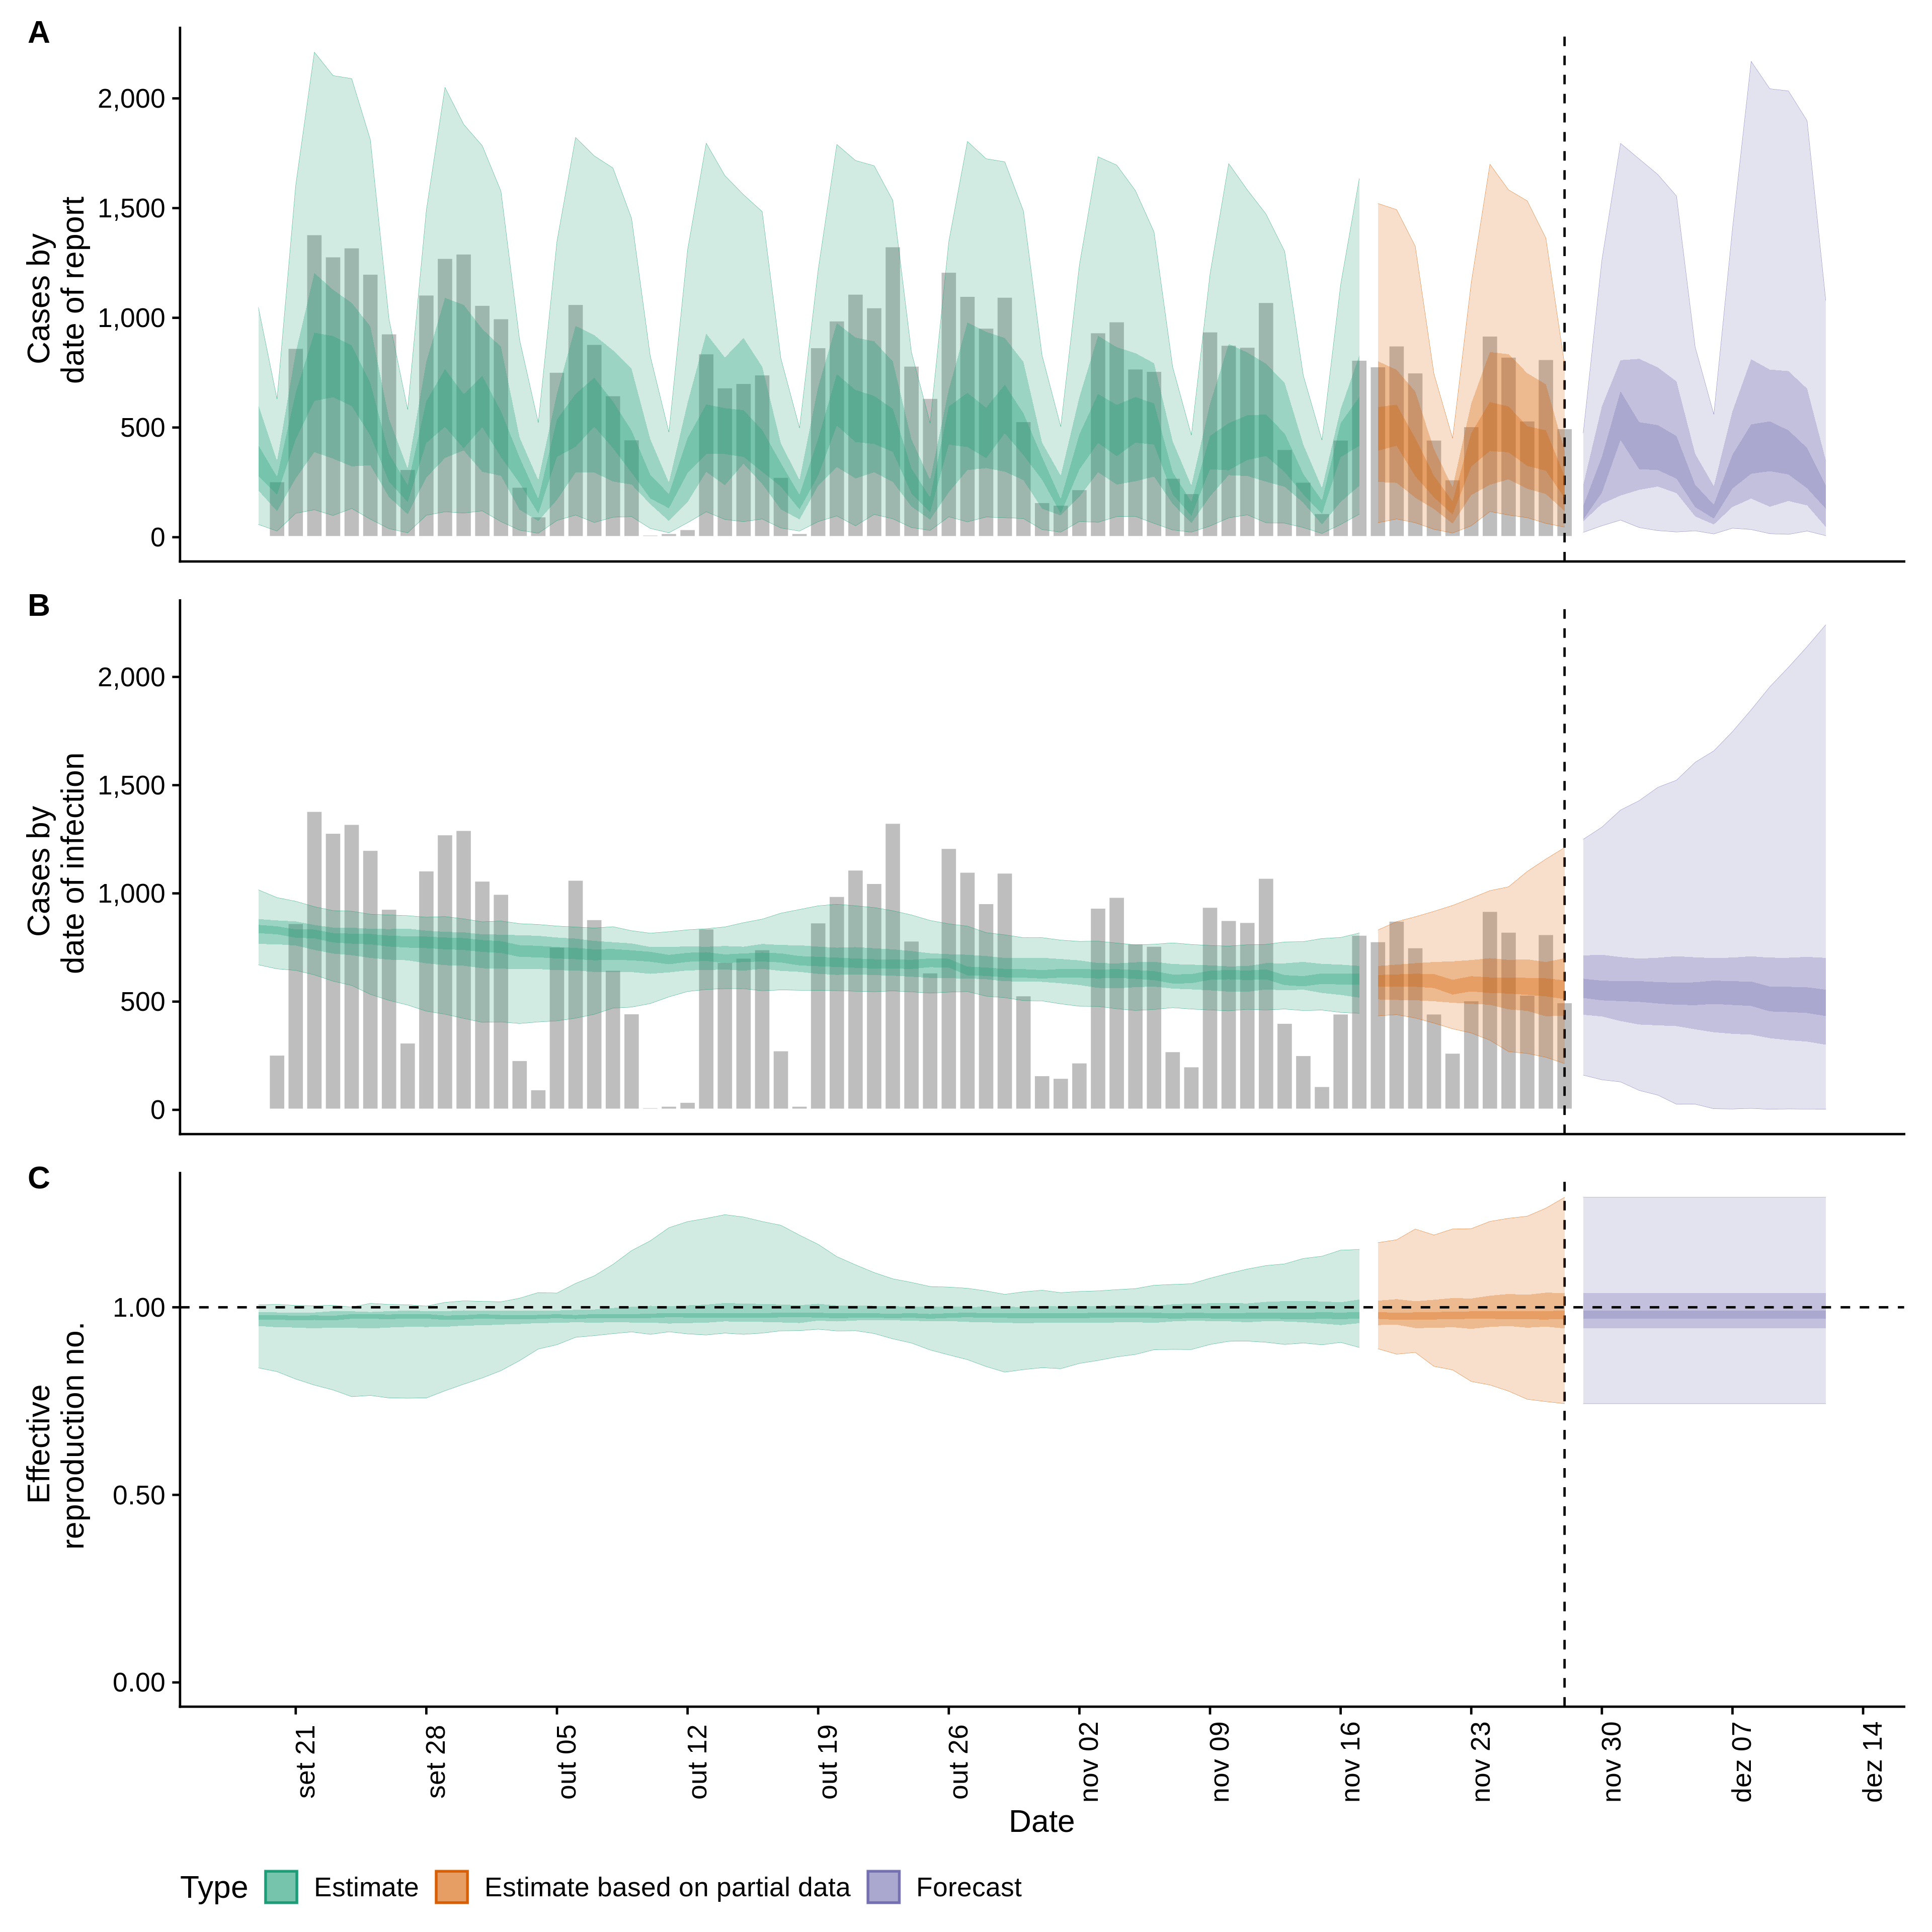 A
Cases by
date of report
2,000
1,500
1,000
500
0
B
Cases by
date of infection
2,000
1,500
1,000
500
0
C
Effective
reproduction no.
1.00
0.50
0.00
set 21
set 28
out 05
out 12
out 19
out 26
nov 02
nov 09
nov 16
nov 23
nov 30
dez 07
dez 14
Date
Type Estimate Estimate based on partial data Forecast